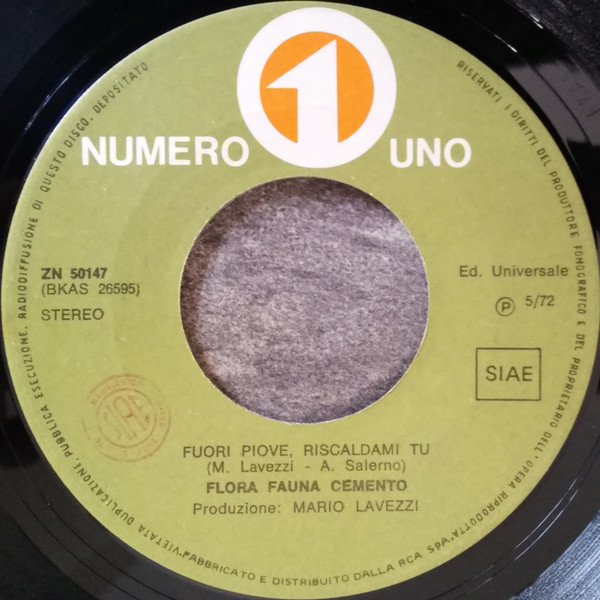 1
NUMERO UNO
ZN 50147
(BKAS 26595)
STEREO
Ed. Universale
Ⓟ 5/72
SIAE
SIAE
FUORI PIOVE, RISCALDAMI TU
(M. Lavezzi - A. Salerno)
FLORA FAUNA CEMENTO
Produzione: MARIO LAVEZZI
RISERVATI I DIRITTI DEL PRODUTTORE FONOGRAFICO E DEL PROPRIETARIO DELL'OPERA RIPRODOTTA. VIETATA DUPLICAZIONE, PUBBLICA ESECUZIONE, RADIODIFFUSIONE DI QUESTO DISCO. DEPOSITATO
FABBRICATO E DISTRIBUITO DALLA RCA SpA.